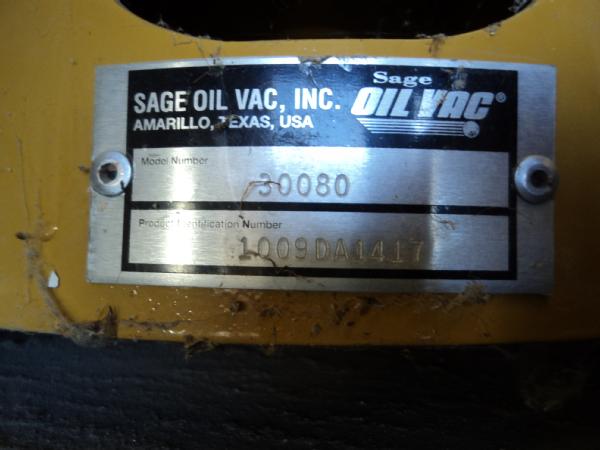 SAGE OIL VAC, INC.
AMARILLO, TEXAS, USA
Sage
OIL VAC®
Model Number
30080
Product Identification Number
1009DA1417